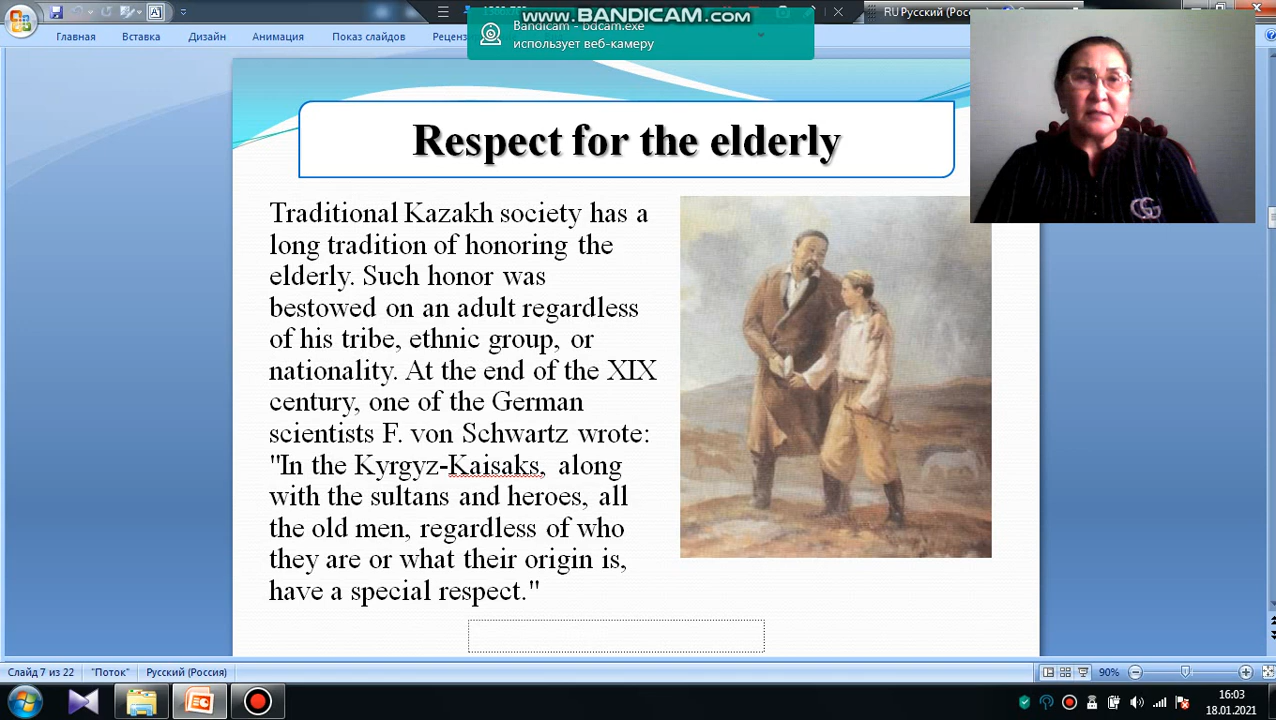 www.BANDICAM.com
RU Русский (Рос
Bandicam - bdcam.exe
использует веб-камеру
Главная
Вставка
Дизайн
Анимация
Показ слайдов
Respect for the elderly
Traditional Kazakh society has a
long tradition of honoring the
elderly. Such honor was
bestowed on an adult regardless
of his tribe, ethnic group, or
nationality. At the end of the XIX
century, one of the German
scientists F. von Schwartz wrote:
"In the Kyrgyz-Kaisaks, along
with the sultans and heroes, all
the old men, regardless of who
they are or what their origin is,
have a special respect."
Слайд 7 из 22
"Поток"
Русский (Россия)
90%
16:03
18.01.2021